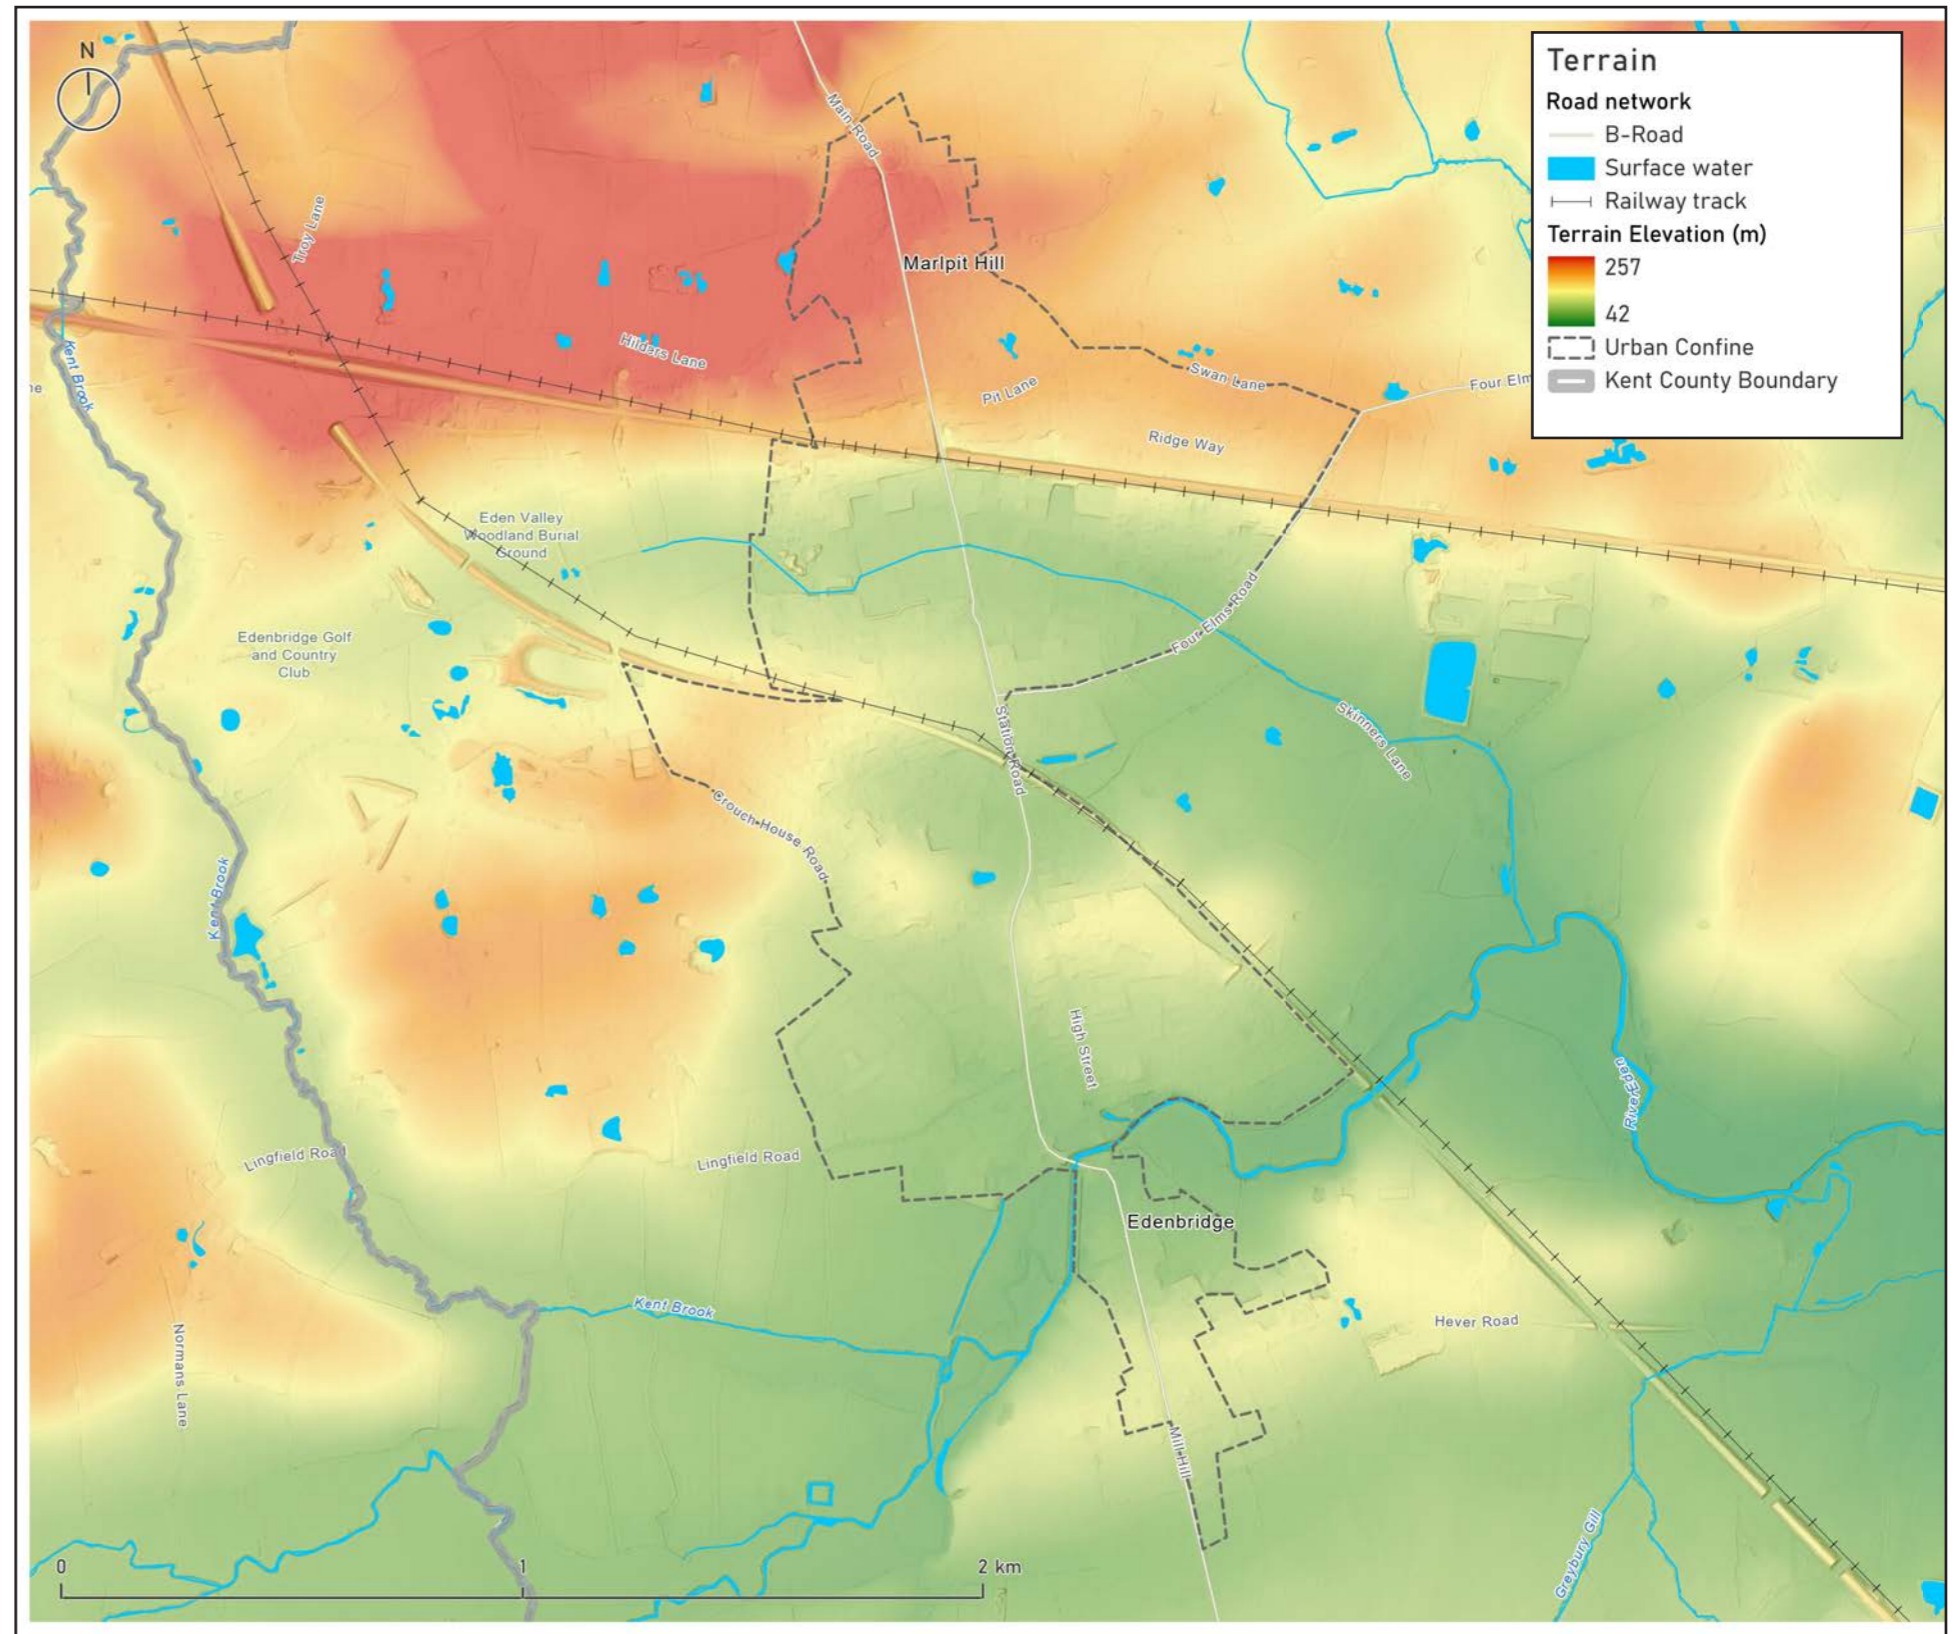 N
Terrain
Road network
B-Road
Surface water
Railway track
Terrain Elevation (m)
257
42
Urban Confine
Kent County Boundary
Main Road
Troy Lane
Marlpit Hill
Hilders Lane
Kent Brook
Pit Lane
Swan Lane
Four Elm
Ridge Way
Eden Valley
Woodland Burial
Ground
Four Elms Road
Edenbridge Golf
and Country
Club
Station Road
Skinners Lane
Crouch House Road
Kent Brook
High Street
River Eden
Lingfield Road
Lingfield Road
Edenbridge
Kent Brook
Hever Road
Normans Lane
Mill Hill
Greybury Gill
0 1 2 km